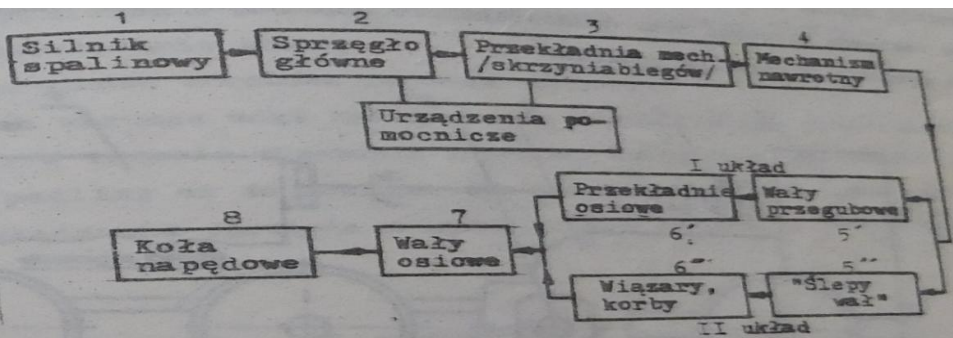 1
2
3
4
Silnik
spalinowy
Sprzęgło
główne
Przekładnia mech.
/skrzyniabiegów/
Mechanizm
nawrotny
Urządzenia po-
mocnicze
I układ
Przekładnie
osiowe
Wały
przegubowe
6'
5'
8
7
Koła
napędowe
Wały
osiowe
6''
5''
Wiązary,
korby
"Ślepy
wał"
II układ